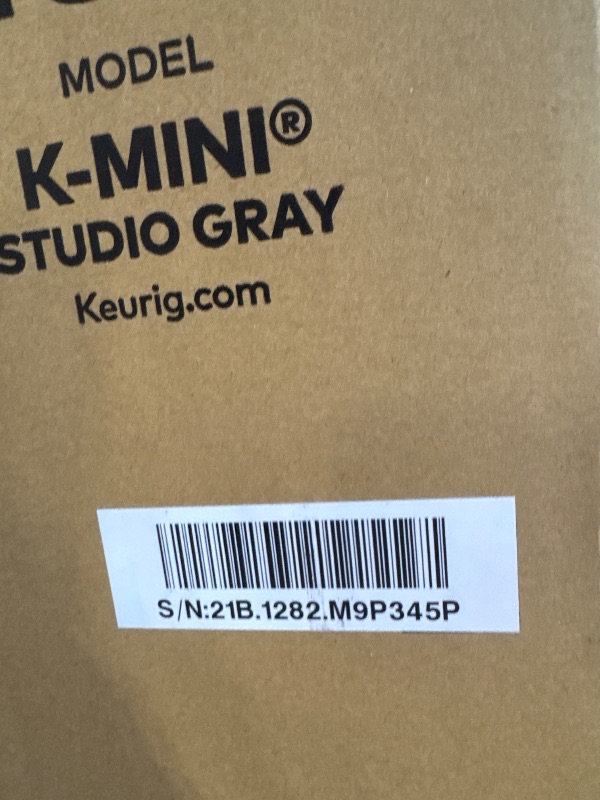 MODEL
K-MINI®
STUDIO GRAY
Keurig.com
S/N:21B.1282.M9P345P